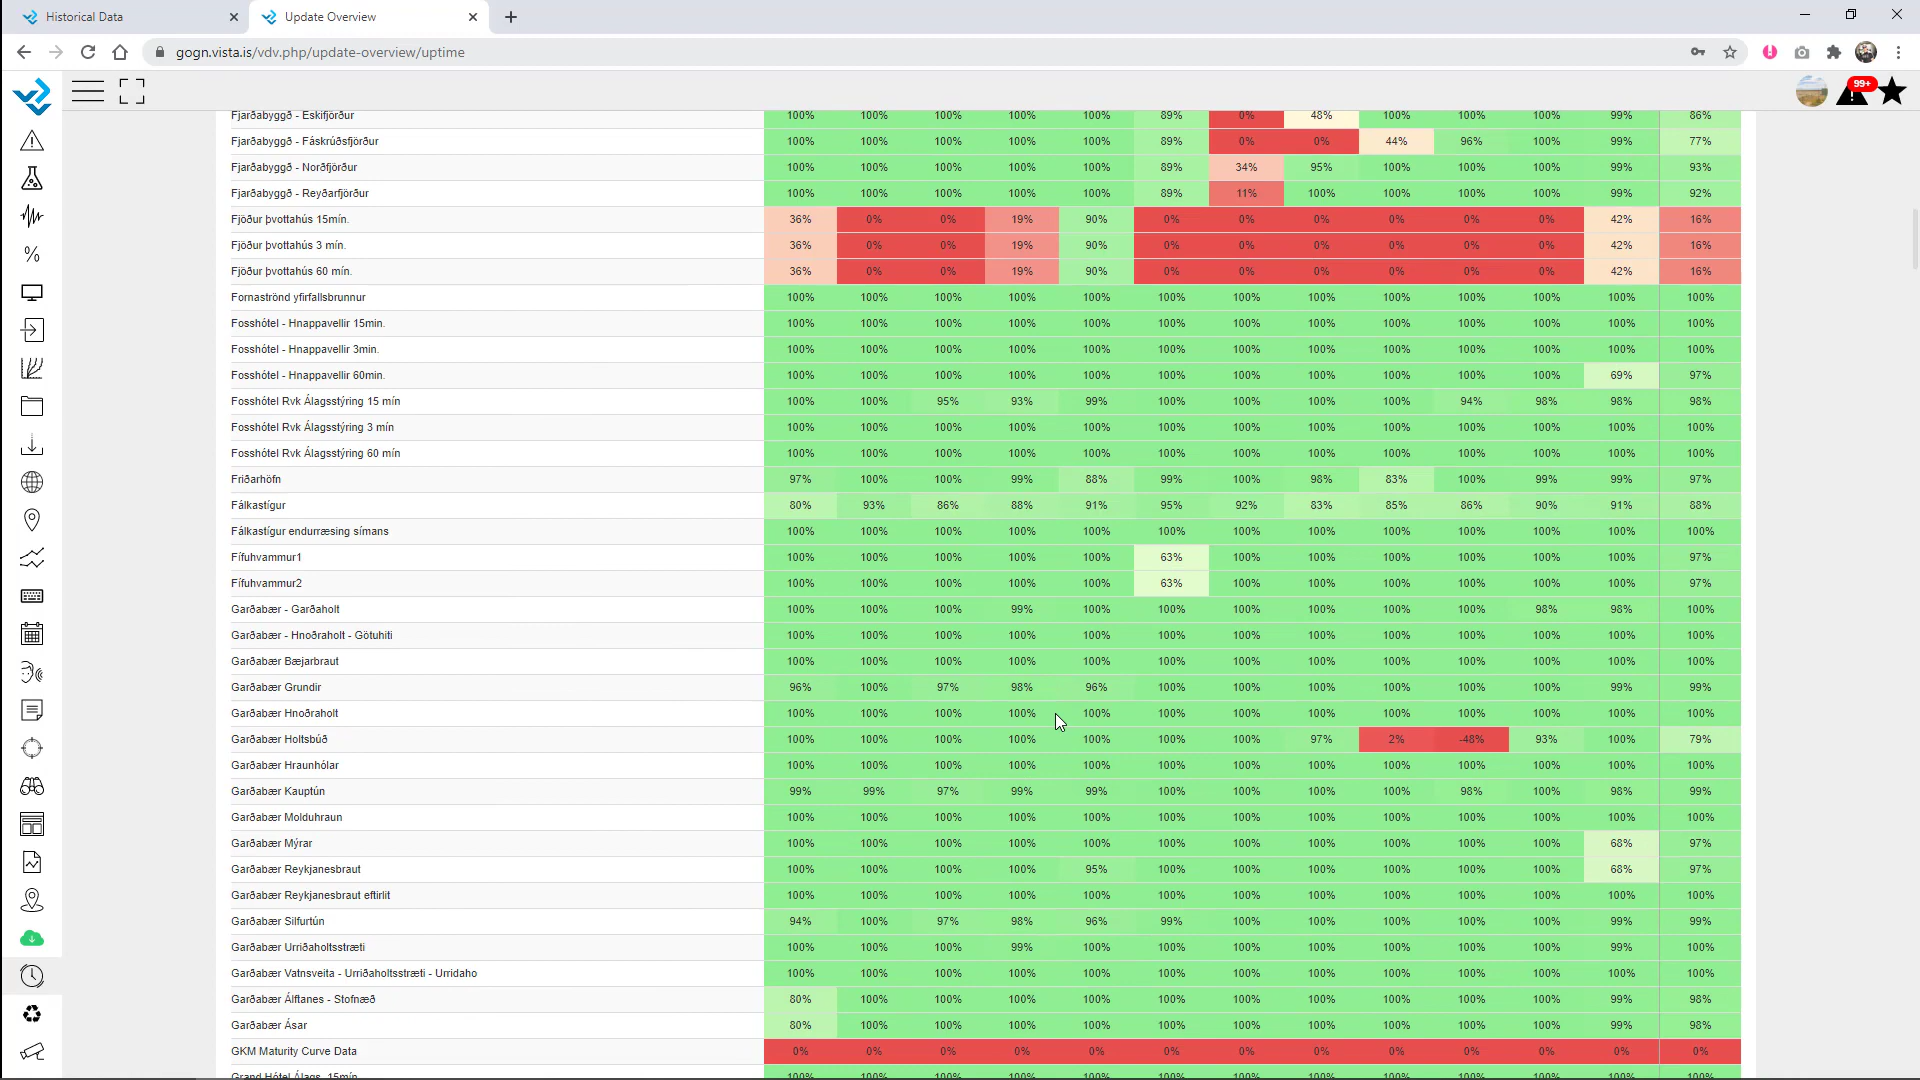 Historical Data
Update Overview
gogn.vista.is/vdv.php/update-overview/uptime
99+
Fjarðabyggð - Eskifjörður 100% 100% 100% 100% 100% 89% 0% 48% 100% 100% 100% 99% 86%
Fjarðabyggð - Fáskrúðsfjörður 100% 100% 100% 100% 100% 89% 0% 0% 44% 96% 100% 99% 77%
Fjarðabyggð - Norðfjörður 100% 100% 100% 100% 100% 89% 34% 95% 100% 100% 100% 99% 93%
Fjarðabyggð - Reyðarfjörður 100% 100% 100% 100% 100% 89% 11% 100% 100% 100% 100% 99% 92%
Fjöður þvottahús 15mín. 36% 0% 0% 19% 90% 0% 0% 0% 0% 0% 0% 42% 16%
Fjöður þvottahús 3 mín. 36% 0% 0% 19% 90% 0% 0% 0% 0% 0% 0% 42% 16%
Fjöður þvottahús 60 mín. 36% 0% 0% 19% 90% 0% 0% 0% 0% 0% 0% 42% 16%
Fornaströnd yfirfallsbrunnur 100% 100% 100% 100% 100% 100% 100% 100% 100% 100% 100% 100% 100%
Fosshótel - Hnappavellir 15min. 100% 100% 100% 100% 100% 100% 100% 100% 100% 100% 100% 100% 100%
Fosshótel - Hnappavellir 3min. 100% 100% 100% 100% 100% 100% 100% 100% 100% 100% 100% 100% 100%
Fosshótel - Hnappavellir 60min. 100% 100% 100% 100% 100% 100% 100% 100% 100% 100% 100% 69% 97%
Fosshótel Rvk Álagsstýring 15 mín 100% 100% 95% 93% 99% 100% 100% 100% 100% 94% 98% 98% 98%
Fosshótel Rvk Álagsstýring 3 mín 100% 100% 100% 100% 100% 100% 100% 100% 100% 100% 100% 100% 100%
Fosshótel Rvk Álagsstýring 60 mín 100% 100% 100% 100% 100% 100% 100% 100% 100% 100% 100% 100% 100%
Friðarhöfn 97% 100% 100% 99% 88% 99% 100% 98% 83% 100% 99% 99% 97%
Fálkastígur 80% 93% 86% 88% 91% 95% 92% 83% 85% 86% 90% 91% 88%
Fálkastígur endurræsing símans 100% 100% 100% 100% 100% 100% 100% 100% 100% 100% 100% 100% 100%
Fífuhvammur1 100% 100% 100% 100% 100% 63% 100% 100% 100% 100% 100% 100% 97%
Fífuhvammur2 100% 100% 100% 100% 100% 63% 100% 100% 100% 100% 100% 100% 97%
Garðabær - Garðaholt 100% 100% 100% 99% 100% 100% 100% 100% 100% 100% 98% 98% 100%
Garðabær - Hnoðraholt - Götuhiti 100% 100% 100% 100% 100% 100% 100% 100% 100% 100% 100% 100% 100%
Garðabær Bæjarbraut 100% 100% 100% 100% 100% 100% 100% 100% 100% 100% 100% 100% 100%
Garðabær Grundir 96% 100% 97% 98% 96% 100% 100% 100% 100% 100% 100% 99% 99%
Garðabær Hnoðraholt 100% 100% 100% 100% 100% 100% 100% 100% 100% 100% 100% 100% 100%
Garðabær Holtsbúð 100% 100% 100% 100% 100% 100% 100% 97% 2% -48% 93% 100% 79%
Garðabær Hraunhólar 100% 100% 100% 100% 100% 100% 100% 100% 100% 100% 100% 100% 100%
Garðabær Kauptún 99% 99% 97% 99% 99% 100% 100% 100% 100% 98% 100% 98% 99%
Garðabær Molduhraun 100% 100% 100% 100% 100% 100% 100% 100% 100% 100% 100% 100% 100%
Garðabær Mýrar 100% 100% 100% 100% 100% 100% 100% 100% 100% 100% 100% 68% 97%
Garðabær Reykjanesbraut 100% 100% 100% 100% 95% 100% 100% 100% 100% 100% 100% 68% 97%
Garðabær Reykjanesbraut eftirlit 100% 100% 100% 100% 100% 100% 100% 100% 100% 100% 100% 100% 100%
Garðabær Silfurtún 94% 100% 97% 98% 96% 99% 100% 100% 100% 100% 100% 99% 99%
Garðabær Urriðaholtsstræti 100% 100% 100% 99% 100% 100% 100% 100% 100% 100% 100% 99% 100%
Garðabær Vatnsveita - Urriðaholtsstræti - Urridaho 100% 100% 100% 100% 100% 100% 100% 100% 100% 100% 100% 100% 100%
Garðabær Álftanes - Stofnæð 80% 100% 100% 100% 100% 100% 100% 100% 100% 100% 100% 99% 98%
Garðabær Ásar 80% 100% 100% 100% 100% 100% 100% 100% 100% 100% 100% 99% 98%
GKM Maturity Curve Data 0% 0% 0% 0% 0% 0% 0% 0% 0% 0% 0% 0% 0%
Grand Hótel Álags. 15mín 100% 100% 100% 100% 100% 100% 100% 100% 100% 100% 100% 100% 100%